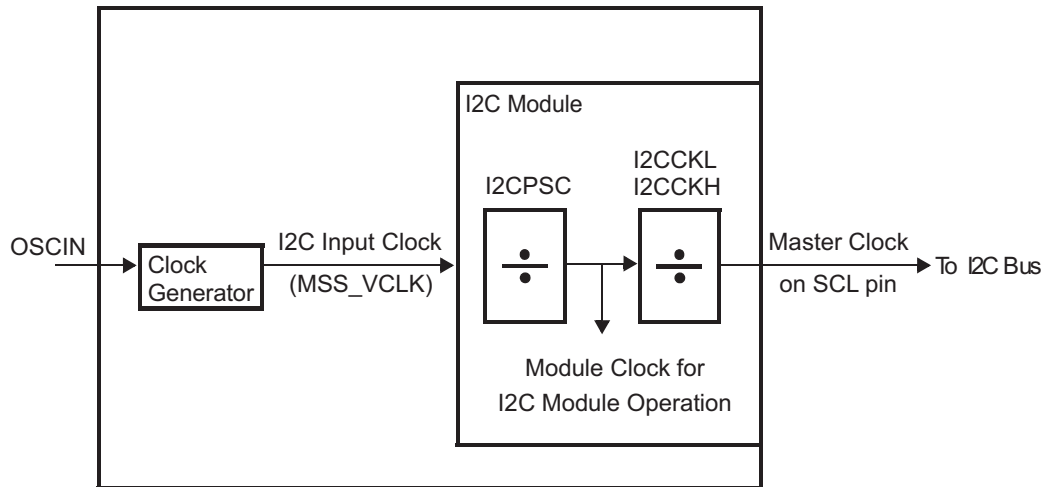 I2C Module
I2CCKL
I2CPSC
I2CCKH
OSCIN
I2C Input Clock
Master Clock
Clock
Generator
(MSS_VCLK)
on SCL pin
To I2C Bus
Module Clock for
I2C Module Operation